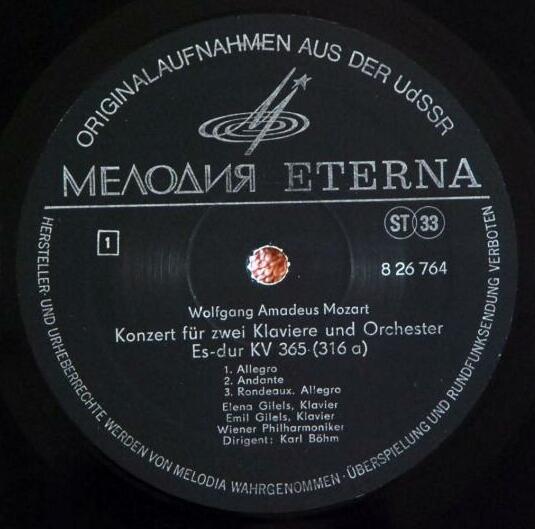 ORIGINALAUFNAHMEN AUS DER UdSSR
МЕЛОДИЯ ETERNA
ST 33
1
8 26 764
Wolfgang Amadeus Mozart
Konzert für zwei Klaviere und Orchester
Es-dur KV 365 (316 a)
1. Allegro
2. Andante
3. Rondeaux. Allegro
Elena Gilels, Klavier
Emil Gilels, Klavier
Wiener Philharmoniker
Dirigent: Karl Böhm
HERSTELLER- UND URHEBERRECHTE WERDEN VON MELODIA WAHRGENOMMEN · ÜBERSPIELUNG UND RUNDFUNKSENDUNG VERBOTEN